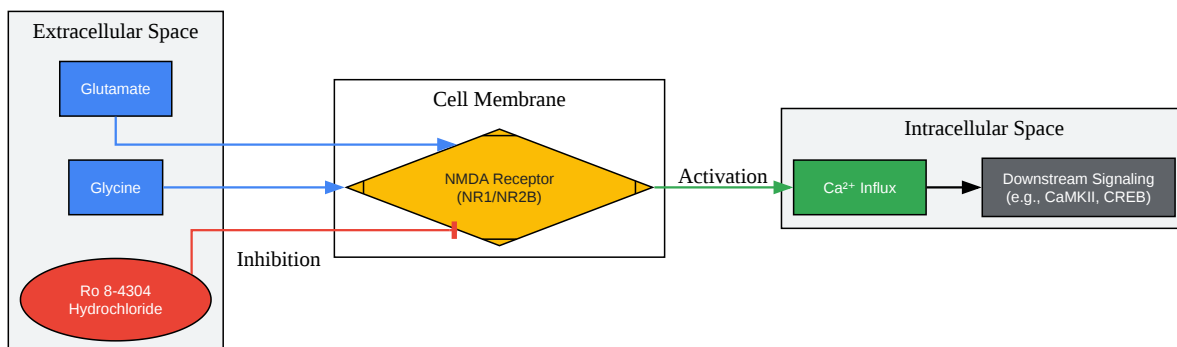 Extracellular Space
Glutamate
Glycine
Ro 8-4304
Hydrochloride
Inhibition
Cell Membrane
NMDA Receptor
(NR1/NR2B)
Activation
Intracellular Space
Ca²⁺ Influx
Downstream Signaling
(e.g., CaMKII, CREB)